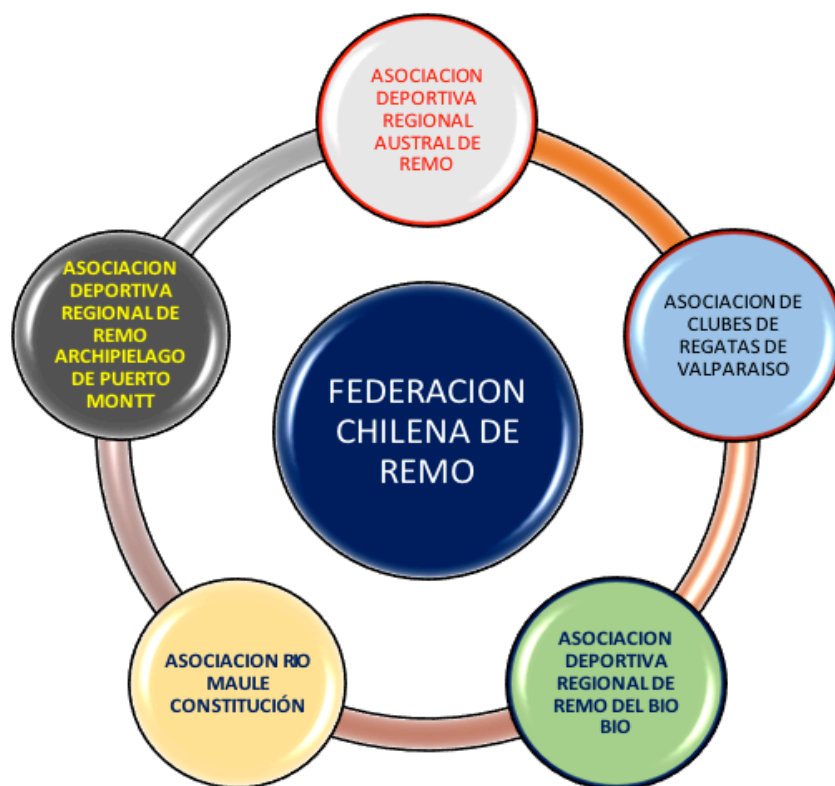 ASOCIACION
DEPORTIVA
REGIONAL
AUSTRAL DE
REMO
ASOCIACION DE
CLUBES DE
REGATAS DE
VALPARAISO
ASOCIACION
DEPORTIVA
REGIONAL DE
REMO DEL BIO
BIO
ASOCIACION RIO
MAULE
CONSTITUCIÓN
ASOCIACION
DEPORTIVA
REGIONAL DE
REMO
ARCHIPIELAGO
DE PUERTO
MONTT
FEDERACION
CHILENA DE
REMO